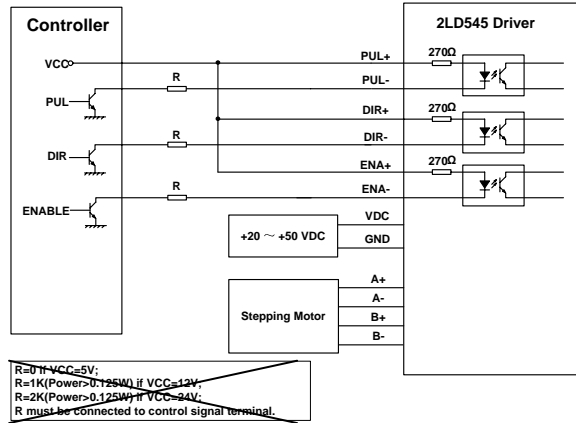 Controller
2LD545 Driver
VCC
PUL+
270Ω
PUL
R
PUL-
DIR+
270Ω
DIR
R
DIR-
ENA+
270Ω
ENABLE
R
ENA-
+20 ～ +50 VDC
VDC
GND
Stepping Motor
A+
A-
B+
B-
R=0 if VCC=5V;
R=1K(Power>0.125W) if VCC=12V;
R=2K(Power>0.125W) if VCC=24V;
R must be connected to control signal terminal.